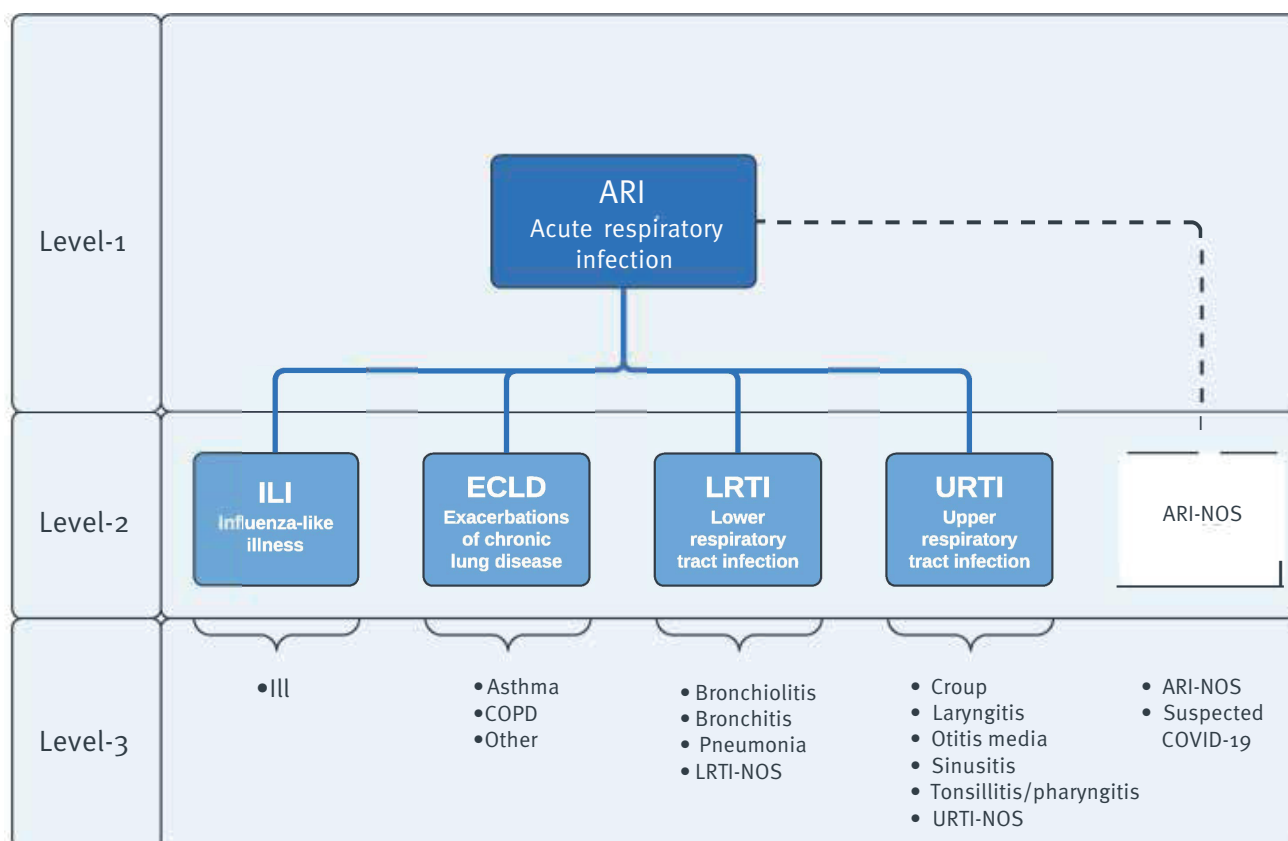 Level-1
ARI
Acute respiratory
infection
Level-2
ILI
Influenza-like
illness
ECLD
Exacerbations
of chronic
lung disease
LRTI
Lower
respiratory
tract infection
URTI
Upper
respiratory
tract infection
ARI-NOS
Level-3
•Ill
•Asthma
•COPD
•Other
• Bronchiolitis
• Bronchitis
• Pneumonia
• LRTI-NOS
• Croup
• Laryngitis
• Otitis media
• Sinusitis
• Tonsillitis/pharyngitis
• URTI-NOS
• ARI-NOS
• Suspected
COVID-19